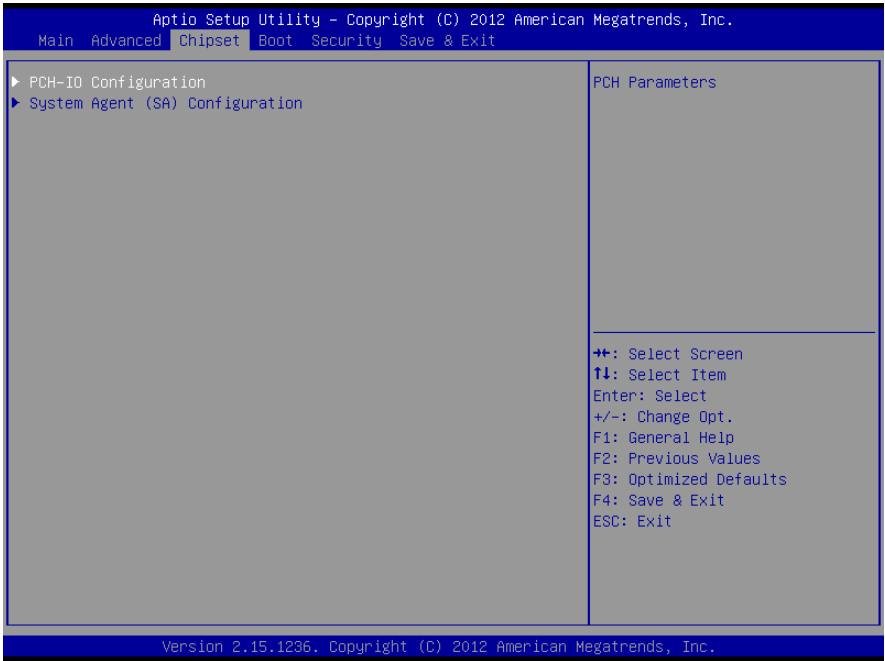 Aptio Setup Utility - Copyright (C) 2012 American Megatrends, Inc.
Main Advanced Chipset Boot Security Save & Exit
PCH-IO Configuration
System Agent (SA) Configuration
PCH Parameters
→←: Select Screen
↑↓: Select Item
Enter: Select
+/-: Change Opt.
F1: General Help
F2: Previous Values
F3: Optimized Defaults
F4: Save & Exit
ESC: Exit
Version 2.15.1236. Copyright (C) 2012 American Megatrends, Inc.